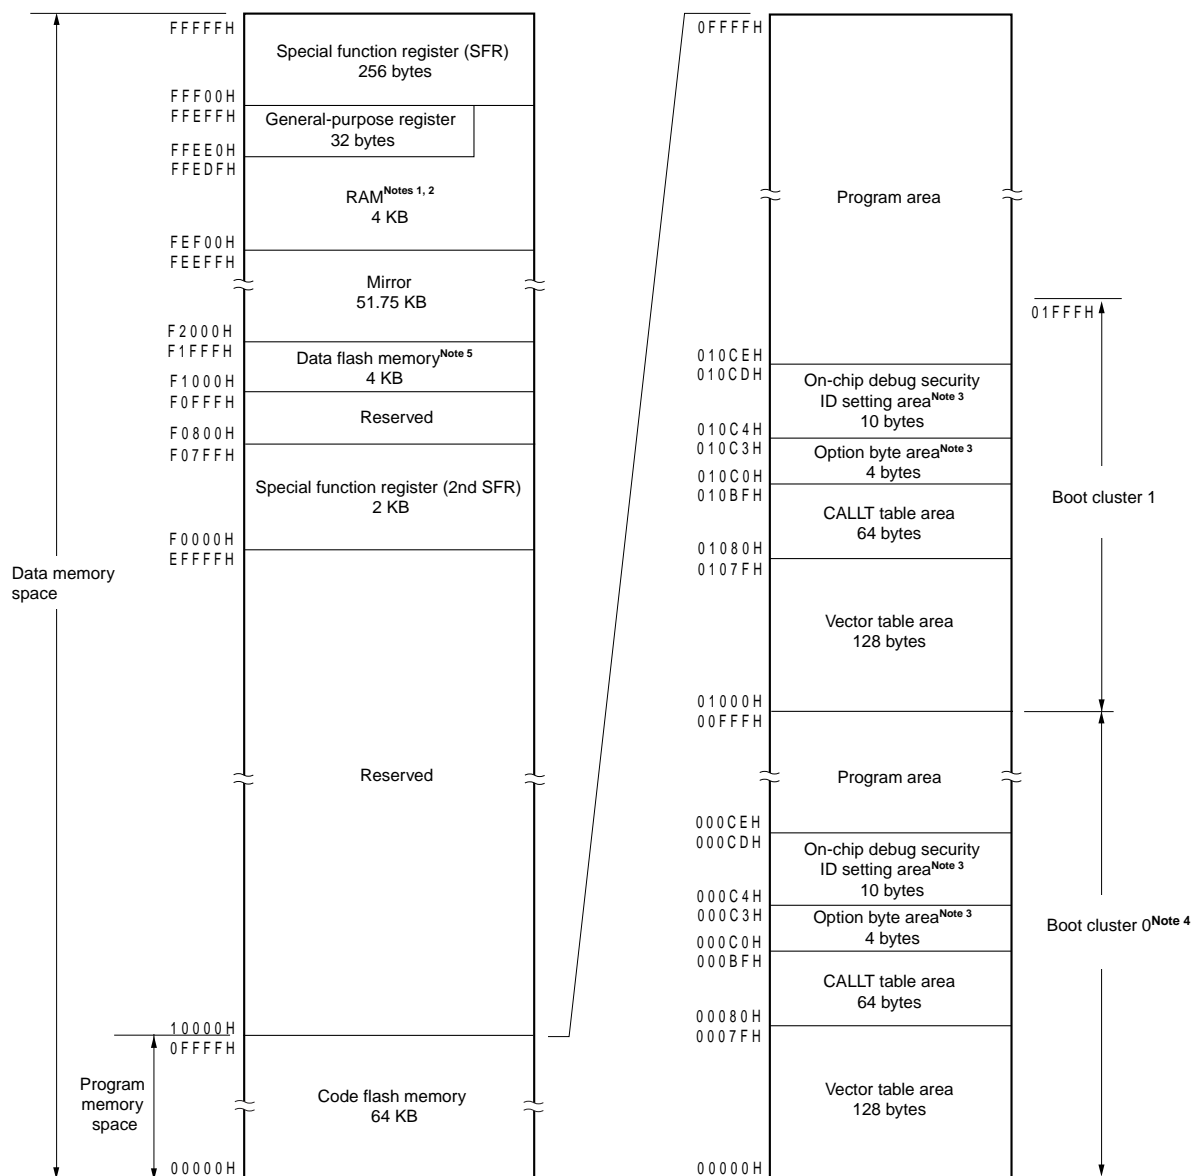 FFFFFH
Special function register (SFR)
256 bytes
FFF00H
FFEFFH
General-purpose register
32 bytes
FFEE0H
FFEDFH
RAMNotes 1, 2
4 KB
FEF00H
FEEFFH
Mirror
51.75 KB
F2000H
F1FFFH
Data flash memoryNote 5
4 KB
F1000H
F0FFFH
Reserved
F0800H
F07FFH
Special function register (2nd SFR)
2 KB
F0000H
EFFFFH
Data memory
space
Reserved
10000H
0FFFFH
Program
memory
space
Code flash memory
64 KB
00000H
0FFFFH
Program area
01FFFH
010CEH
010CDH
On-chip debug security
ID setting areaNote 3
10 bytes
010C4H
010C3H
Option byte areaNote 3
4 bytes
010C0H
010BFH
Boot cluster 1
CALLT table area
64 bytes
01080H
0107FH
Vector table area
128 bytes
01000H
00FFFH
Program area
000CEH
000CDH
On-chip debug security
ID setting areaNote 3
10 bytes
000C4H
000C3H
Option byte areaNote 3
4 bytes
Boot cluster 0Note 4
000C0H
000BFH
CALLT table area
64 bytes
00080H
0007FH
Vector table area
128 bytes
00000H